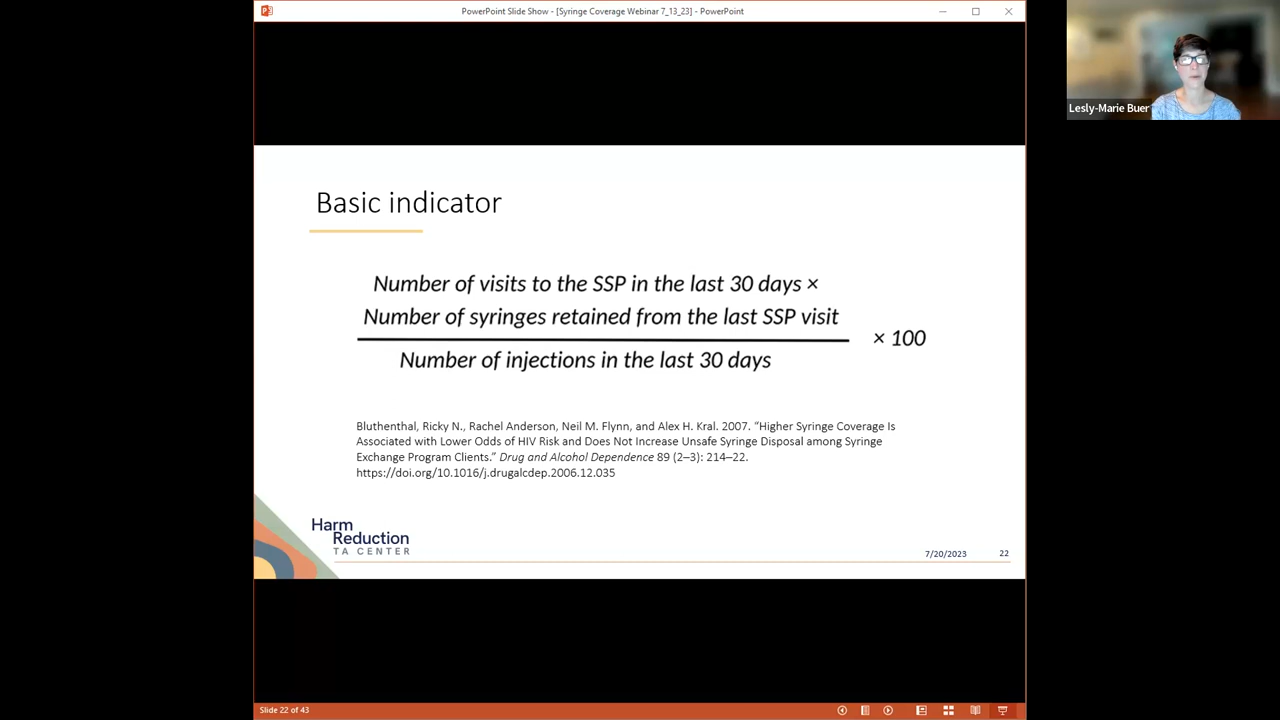 PowerPoint Slide Show - [Syringe Coverage Webinar 7_13_23] - PowerPoint
Lesly-Marie Buer
Basic indicator
Number of visits to the SSP in the last 30 days ×
Number of syringes retained from the last SSP visit
× 100
Number of injections in the last 30 days
Bluthenthal, Ricky N., Rachel Anderson, Neil M. Flynn, and Alex H. Kral. 2007. “Higher Syringe Coverage Is
Associated with Lower Odds of HIV Risk and Does Not Increase Unsafe Syringe Disposal among Syringe
Exchange Program Clients.” Drug and Alcohol Dependence 89 (2–3): 214–22.
https://doi.org/10.1016/j.drugalcdep.2006.12.035
Harm
Reduction
TA CENTER
7/20/2023
22
Slide 22 of 43